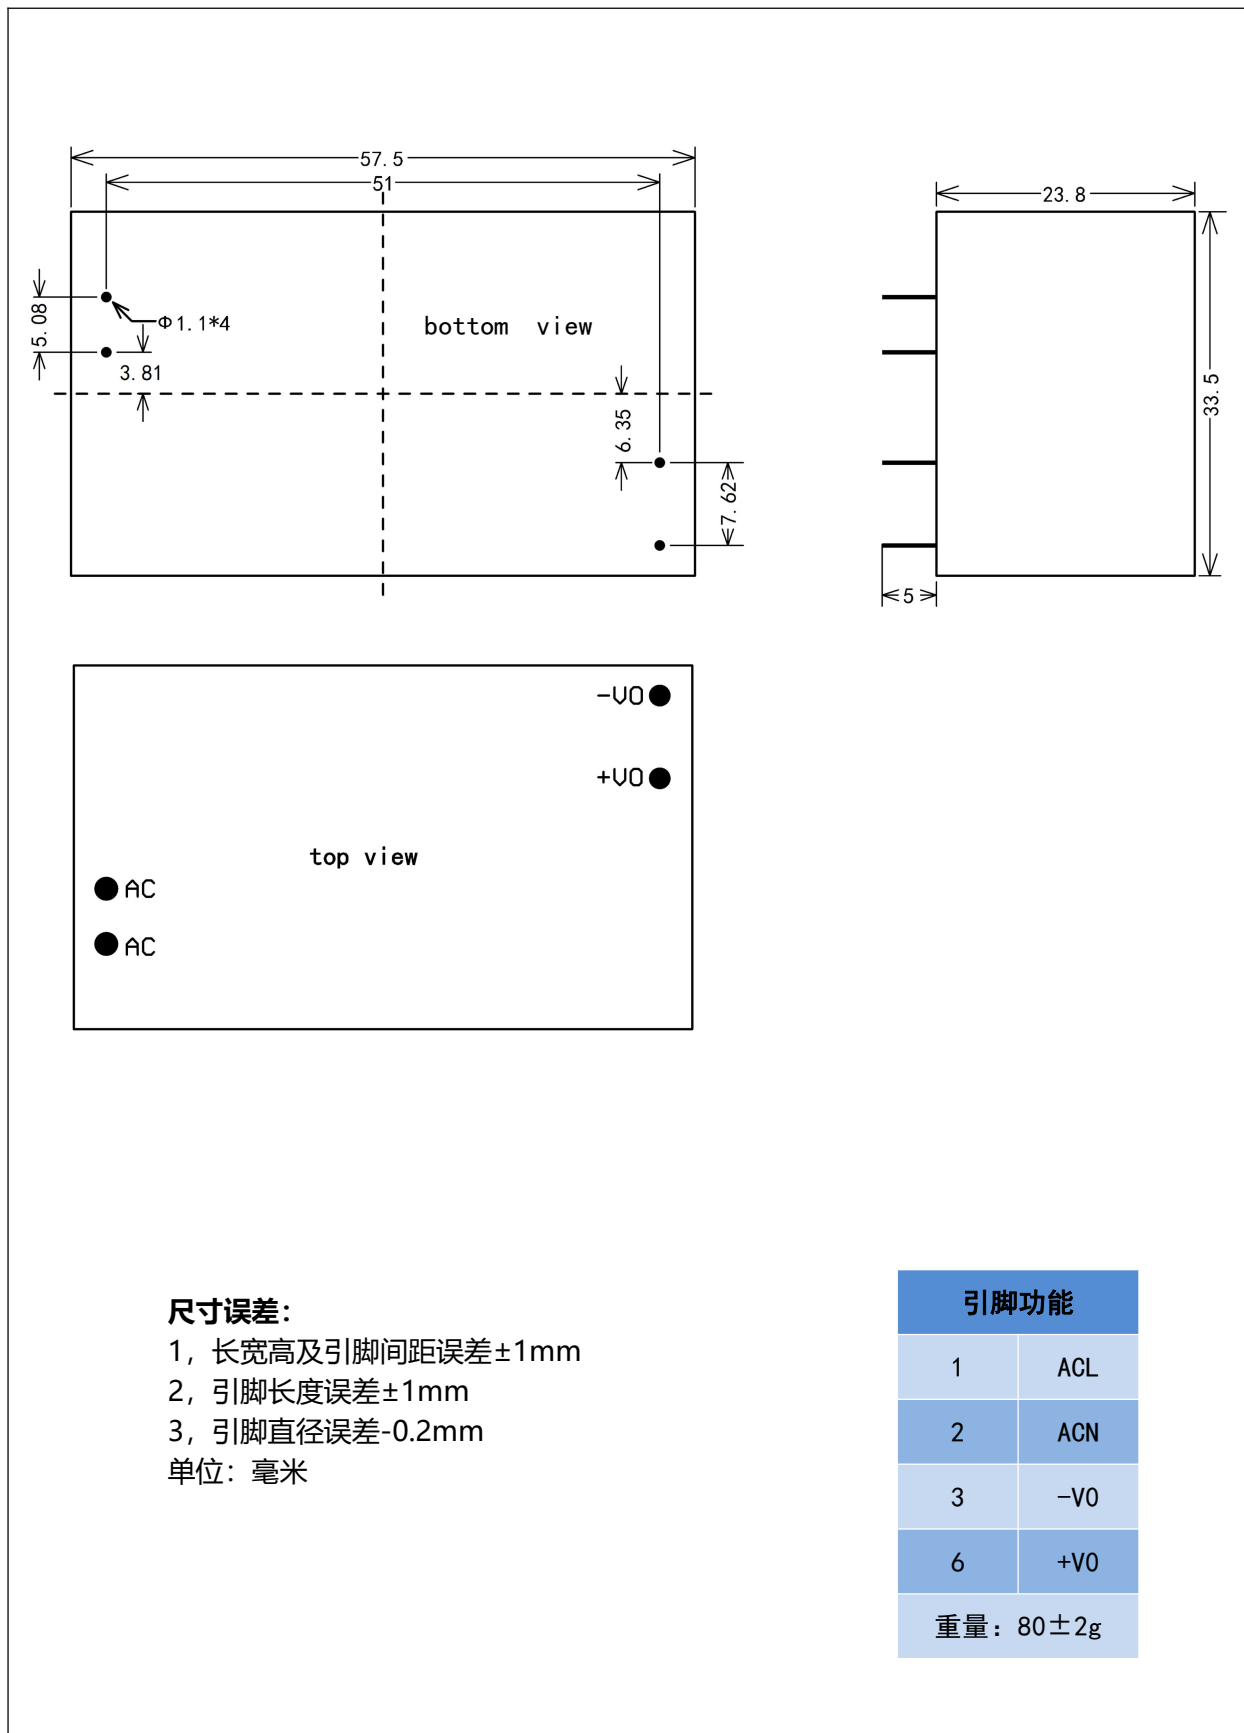 57.5
51
23.8
5.08
Φ1.1*4
bottom view
3.81
6.35
33.5
7.62
5
-VO
+VO
top view
AC
AC
尺寸误差：
1，长宽高及引脚间距误差±1mm
2，引脚长度误差±1mm
3，引脚直径误差-0.2mm
单位：毫米
引脚功能
1 ACL
2 ACN
3 -VO
6 +VO
重量：80±2g